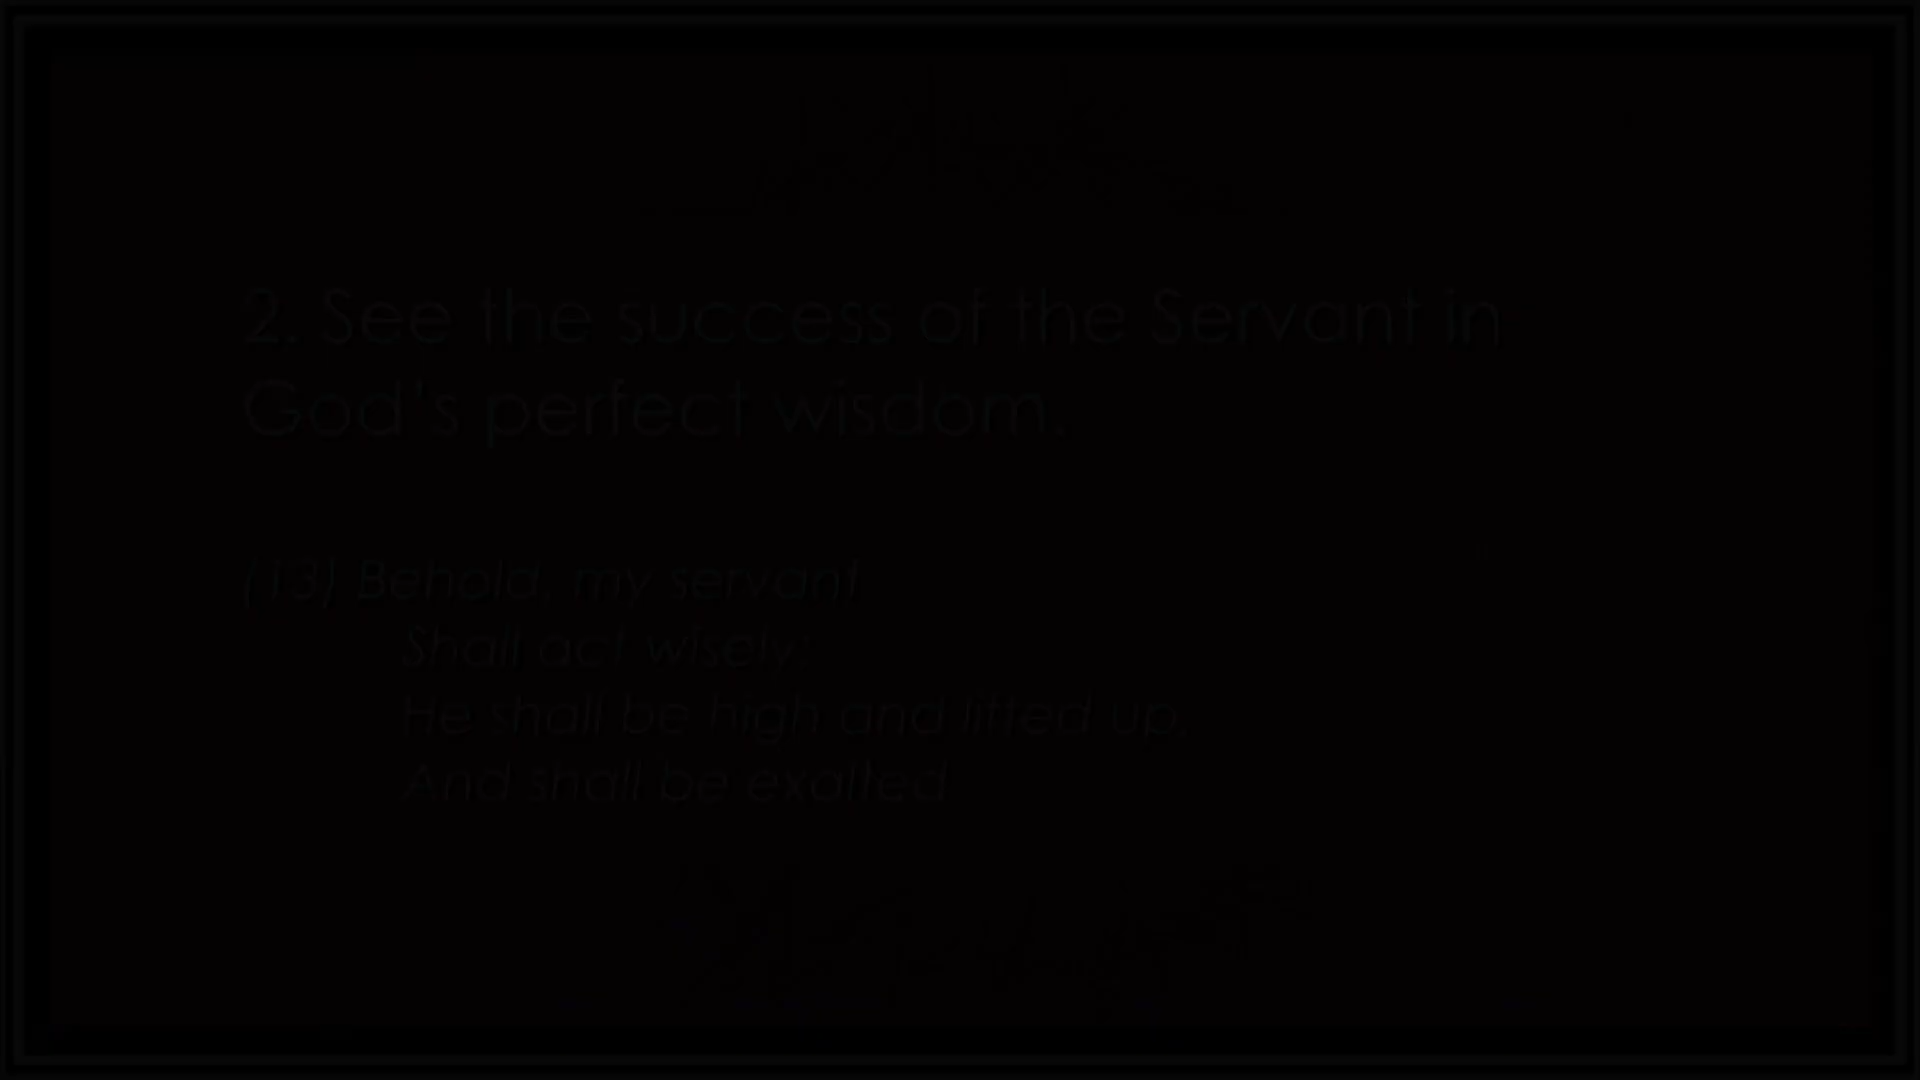 2. See the success of the Servant in
God's perfect wisdom.
(13) Behold, my servant
Shall act wisely;
He shall be high and lifted up,
And shall be exalted